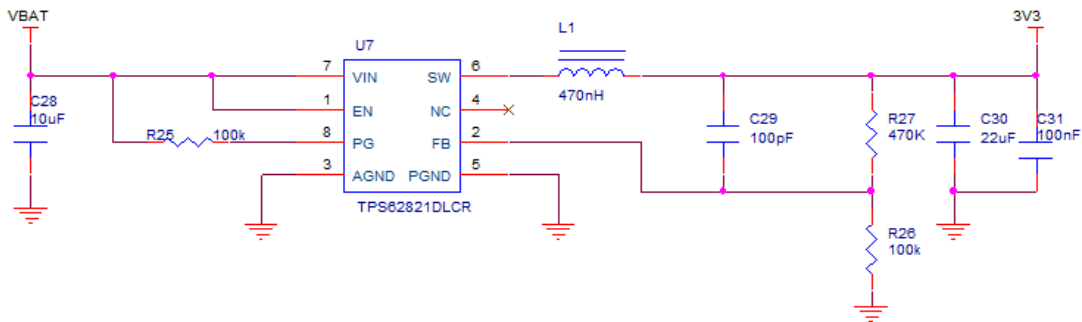 VBAT
3V3
L1
U7
7
VIN
SW
6
470nH
C28
10uF
1
EN
NC
4
C29
100pF
R27
470K
C30
22uF
C31
100nF
R25
100k
8
PG
FB
2
3
AGND
PGND
5
TPS62821DLCR
R26
100k